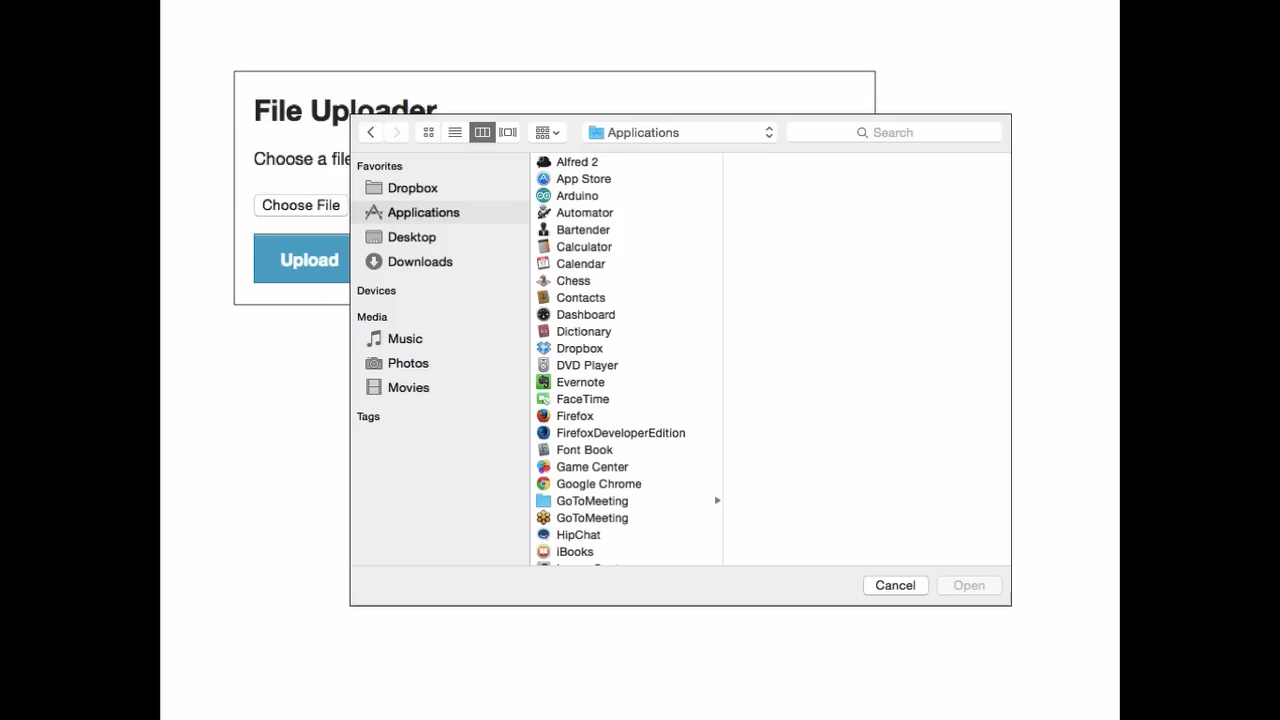 File Uploader
Choose a file
Choose File
Upload
Applications
Search
Favorites
Dropbox
Applications
Desktop
Downloads
Devices
Media
Music
Photos
Movies
Tags
Alfred 2
App Store
Arduino
Automator
Bartender
Calculator
Calendar
Chess
Contacts
Dashboard
Dictionary
Dropbox
DVD Player
Evernote
FaceTime
Firefox
FirefoxDeveloperEdition
Font Book
Game Center
Google Chrome
GoToMeeting
GoToMeeting
HipChat
iBooks
Cancel
Open